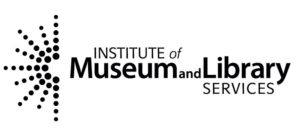 INSTITUTE of
Museum and Library
SERVICES